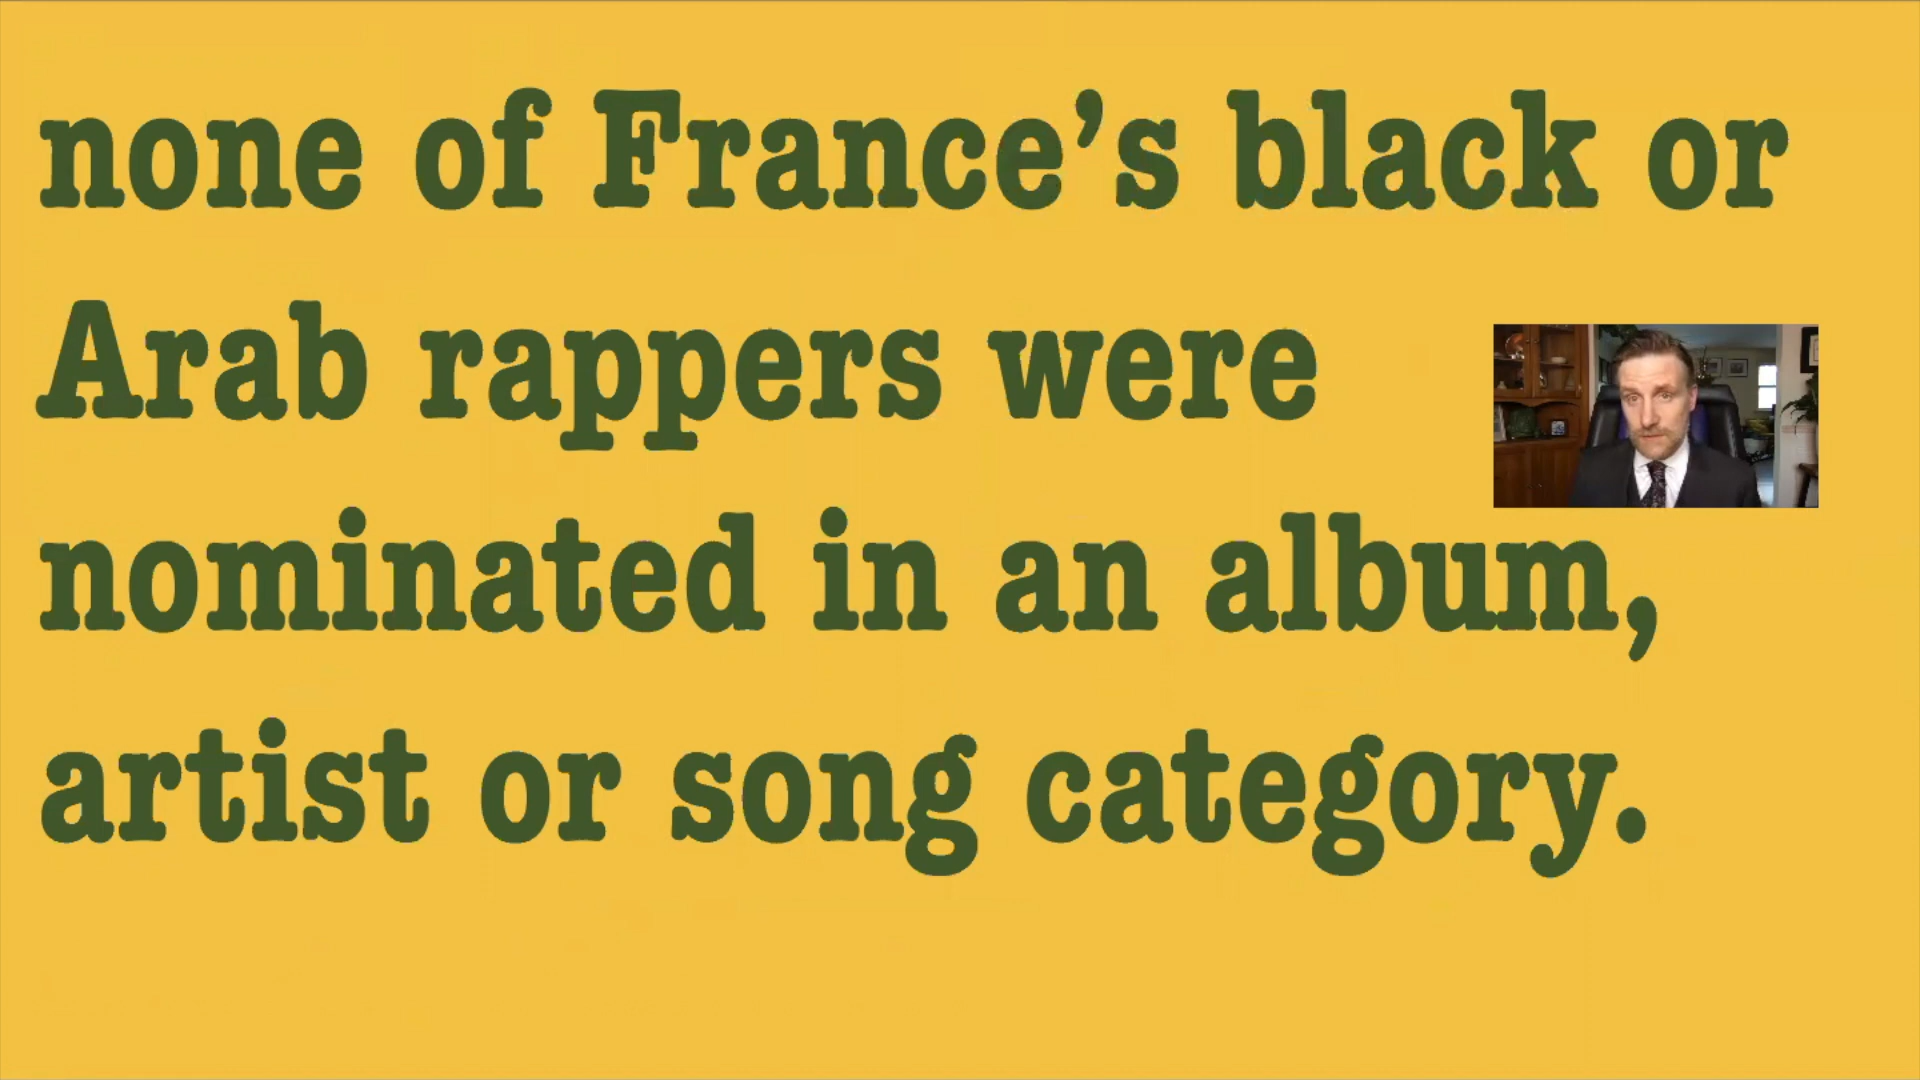 none of France’s black or
Arab rappers were
nominated in an album,
artist or song category.